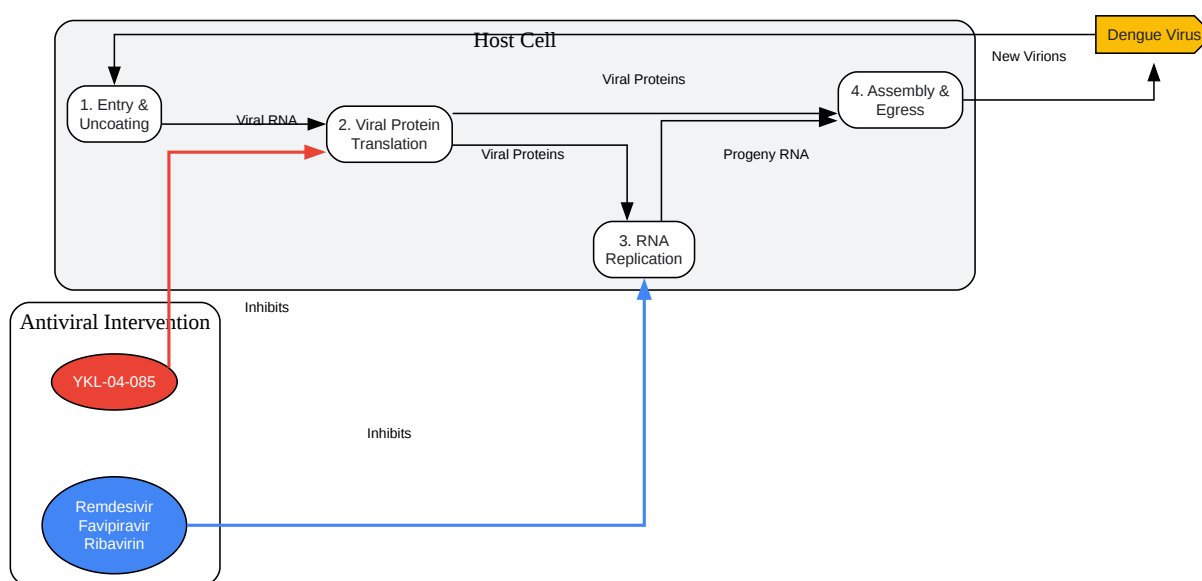 Host Cell
Dengue Virus
New Virions
Viral Proteins
1. Entry &
Uncoating
4. Assembly &
Egress
Viral RNA
2. Viral Protein
Translation
Viral Proteins
Progeny RNA
3. RNA
Replication
Inhibits
Antiviral Intervention
YKL-04-085
Inhibits
Remdesivir
Favipiravir
Ribavirin